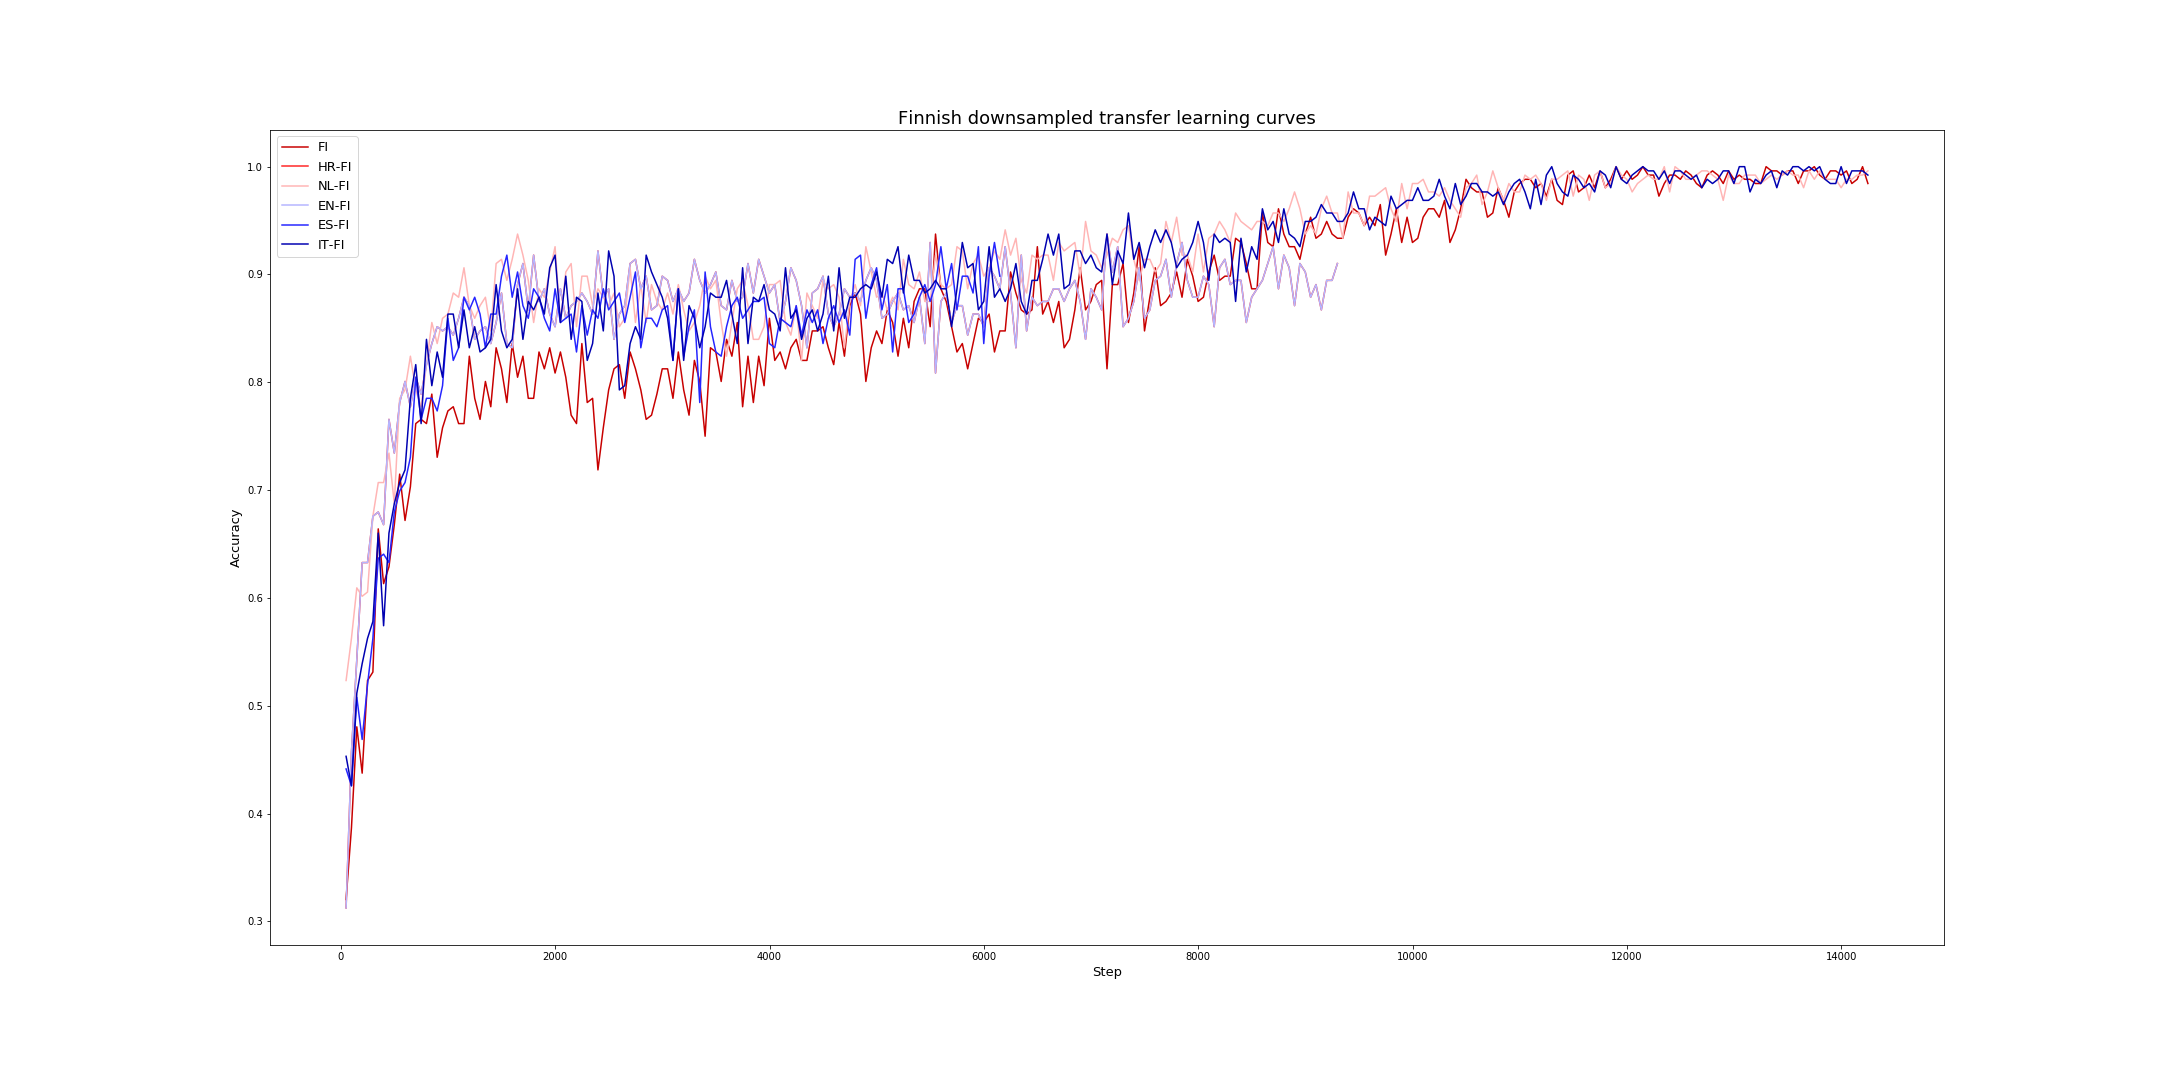 Finnish downsampled transfer learning curves
FI
HR-FI
NL-FI
EN-FI
ES-FI
IT-FI
1.0
0.9
0.8
0.7
0.6
0.5
0.4
0.3
Accuracy
0 2000 4000 6000 8000 10000 12000 14000
Step